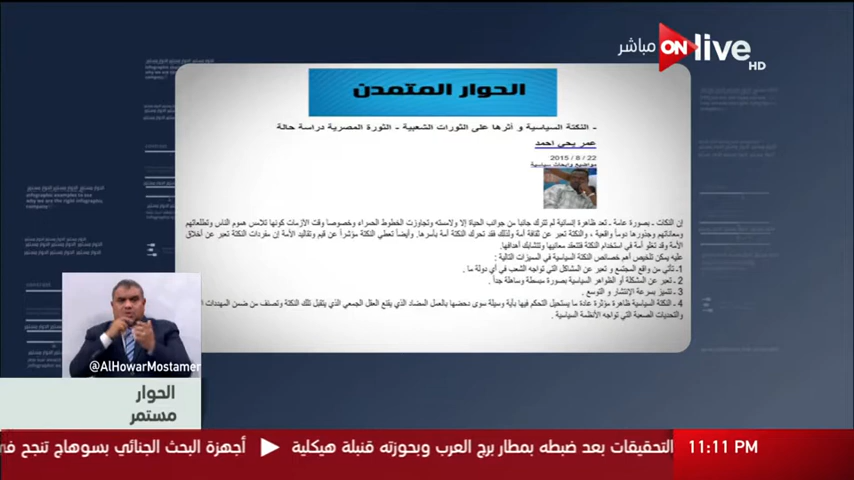 مباشر ON live
HD
الحوار المتمدن
- النكتة السياسية و أثرها على الثورات الشعبية - الثورة المصرية دراسة حالة
عمر يحي احمد
2015 / 8 / 22
مواضيع وابحاث سياسية
إن النكات - بصورة عامة - تعد ظاهرة إنسانية لم تترك جانبا من جوانب الحياة إلا ولامسته وتجاوزت الخطوط الحمراء وخصوصا وقت الازمات كونها تلامس هموم الناس وتطلعاتهم
ومعاناتهم وجذورها دوماً واقعية ، والنكتة تعبر عن ثقافة أمة ولذلك فقد تحرك النكتة أمة بأسرها. وأيضاً تعطي النكتة مؤشراً عن قيم وتقاليد الأمة إن مفردات النكتة تعبر عن أخلاق
الأمة وقد تغلو أمة في استخدام النكتة فتتعقد معانيها وتتشابك أهدافها.
عليه يمكن تلخيص أهم خصائص النكتة السياسية في المميزات التالية :
1- تأتي من واقع المجتمع و تعبر عن المشاكل التي تواجه الشعب في أي دولة ما .
2 - تعبر عن المشكلة أو الظواهر السياسية بصورة مبسطة وساهلة جداً .
3 - تتميز بسرعة الإنتشار و التوسع .
4 - النكتة السياسية ظاهرة مؤثرة عادة ما يستحيل التحكم فيها بأية وسيلة سوى دحضها بالعمل المضاد الذي يقنع العقل الجمعي الذي يتقبل تلك النكتة وتصنف من ضمن المهددات
والتحديات الصعبة التي تواجه الأنظمة السياسية .
@AlHowarMostamer
الحوار
مستمر
التحقيقات بعد ضبطه بمطار برج العرب وبحوزته قنبلة هيكلية ◀ أجهزة البحث الجنائي بسوهاج تنجح في
11:11 PM